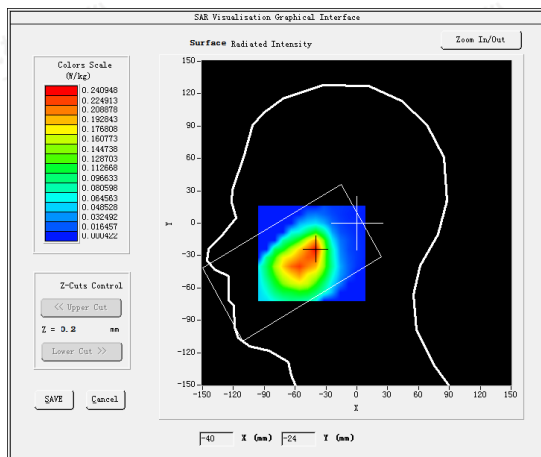 SAR Visualisation Graphical Interface
Surface Radiated Intensity
Zoom In/Out
Colors Scale
(W/kg)
0.240948
0.224913
0.208878
0.192843
0.176808
0.160773
0.144738
0.128703
0.112668
0.096633
0.080598
0.064563
0.048528
0.032492
0.016457
0.000422
Z-Cuts Control
<< Upper Cut
Z = 0.2 mm
Lower Cut >>
SAVE
Cancel
150
120
90
60
30
0
-30
-60
-90
-120
-150
Y
-150 -120 -90 -60 -30 0 30 60 90 120 150
X
-40 X (mm) -24 Y (mm)